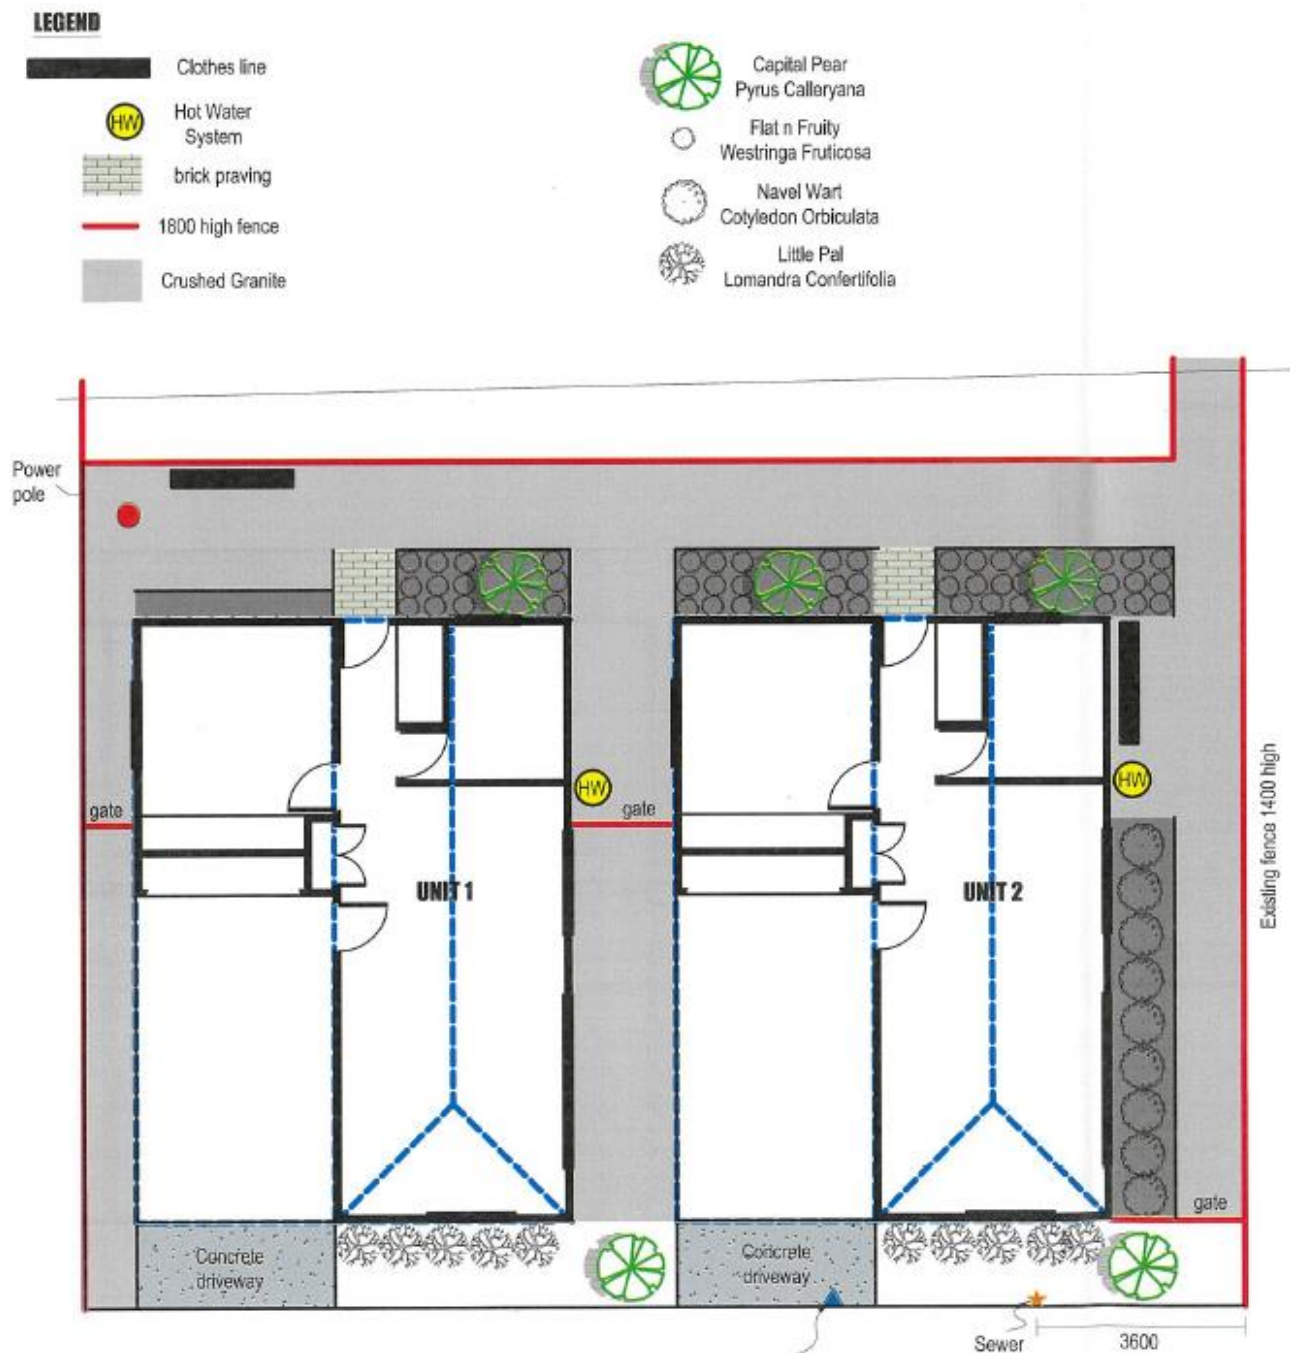 LEGEND
Clothes line
HW
Hot Water
System
brick praving
1800 high fence
Crushed Granite
Capital Pear
Pyrus Calleryana
Flat n Fruity
Westringa Fruticosa
Navel Wart
Cotyledon Orbiculata
Little Pal
Lomandra Confertifolia
Power
pole
gate
HW
gate
HW
Existing fence 1400 high
UNIT 1
UNIT 2
gate
Concrete
driveway
Concrete
driveway
Sewer
3600